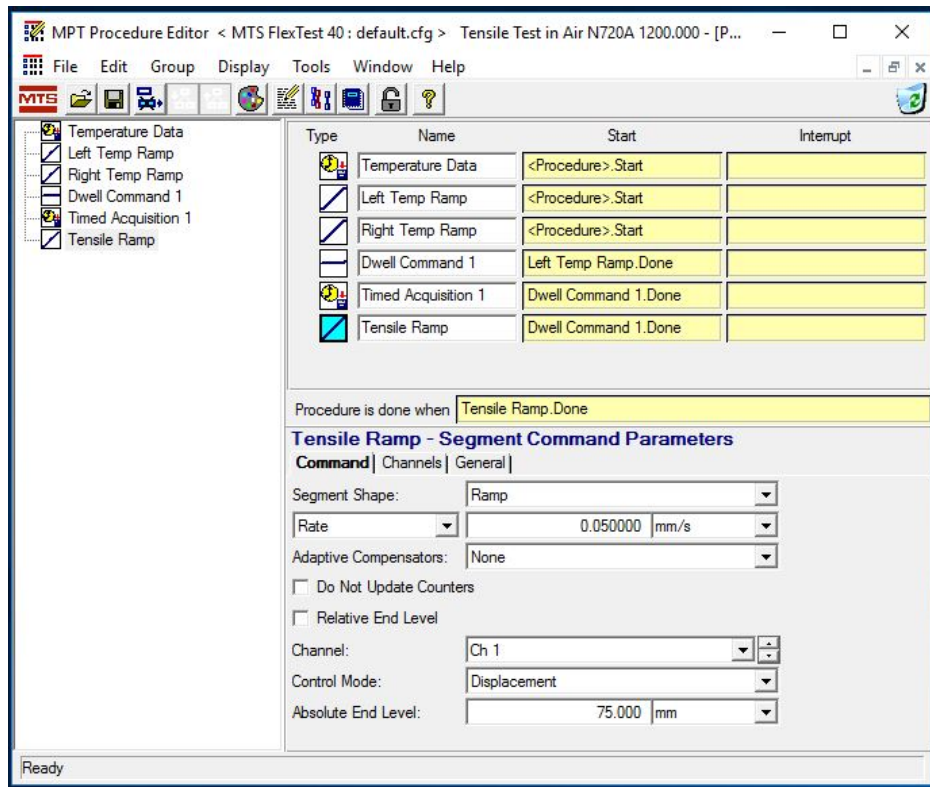 MPT Procedure Editor < MTS FlexTest 40 : default.cfg > Tensile Test in Air N720A 1200.000 - [P...
File Edit Group Display Tools Window Help
MTS
Temperature Data
Left Temp Ramp
Right Temp Ramp
Dwell Command 1
Timed Acquisition 1
Tensile Ramp
Type Name Start Interrupt
Temperature Data <Procedure>.Start
Left Temp Ramp <Procedure>.Start
Right Temp Ramp <Procedure>.Start
Dwell Command 1 Left Temp Ramp.Done
Timed Acquisition 1 Dwell Command 1.Done
Tensile Ramp Dwell Command 1.Done
Procedure is done when Tensile Ramp.Done
Tensile Ramp - Segment Command Parameters
Command Channels General
Segment Shape: Ramp
Rate 0.050000 mm/s
Adaptive Compensators: None
Do Not Update Counters
Relative End Level
Channel: Ch 1
Control Mode: Displacement
Absolute End Level: 75.000 mm
Ready